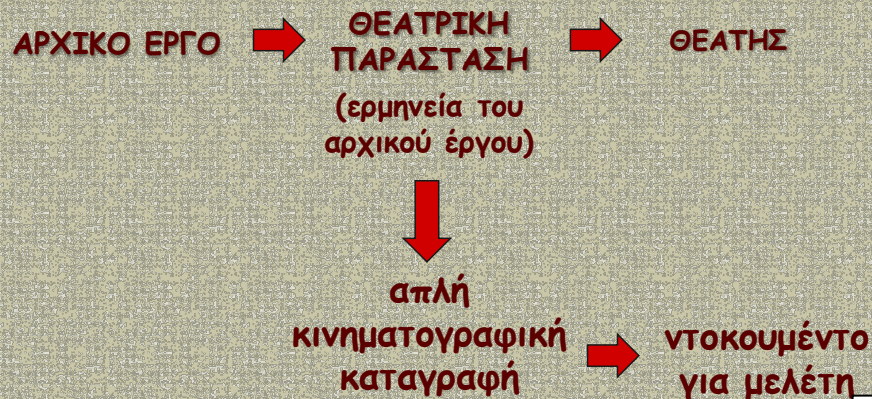 ΑΡΧΙΚΟ ΕΡΓΟ
ΘΕΑΤΡΙΚΗ
ΠΑΡΑΣΤΑΣΗ
(ερμηνεία του
αρχικού έργου)
ΘΕΑΤΗΣ
απλή
κινηματογραφική
καταγραφή
ντοκουμέντο
για μελέτη